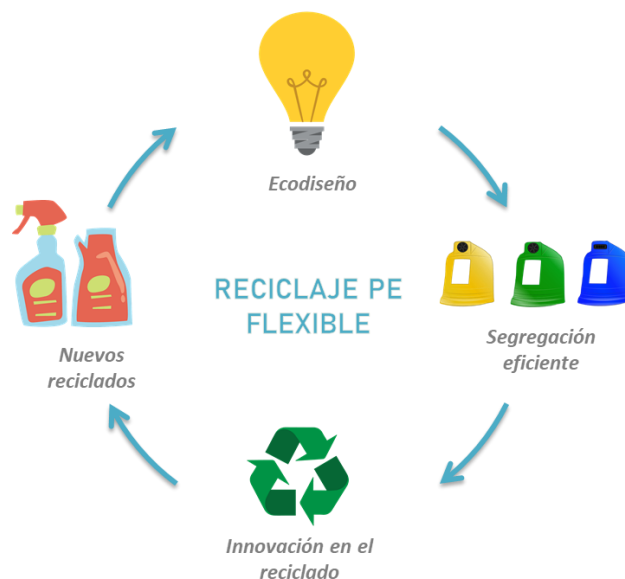 Ecodiseño
RECICLAJE PE
FLEXIBLE
Segregación
eficiente
Nuevos
reciclados
Innovación en el
reciclado